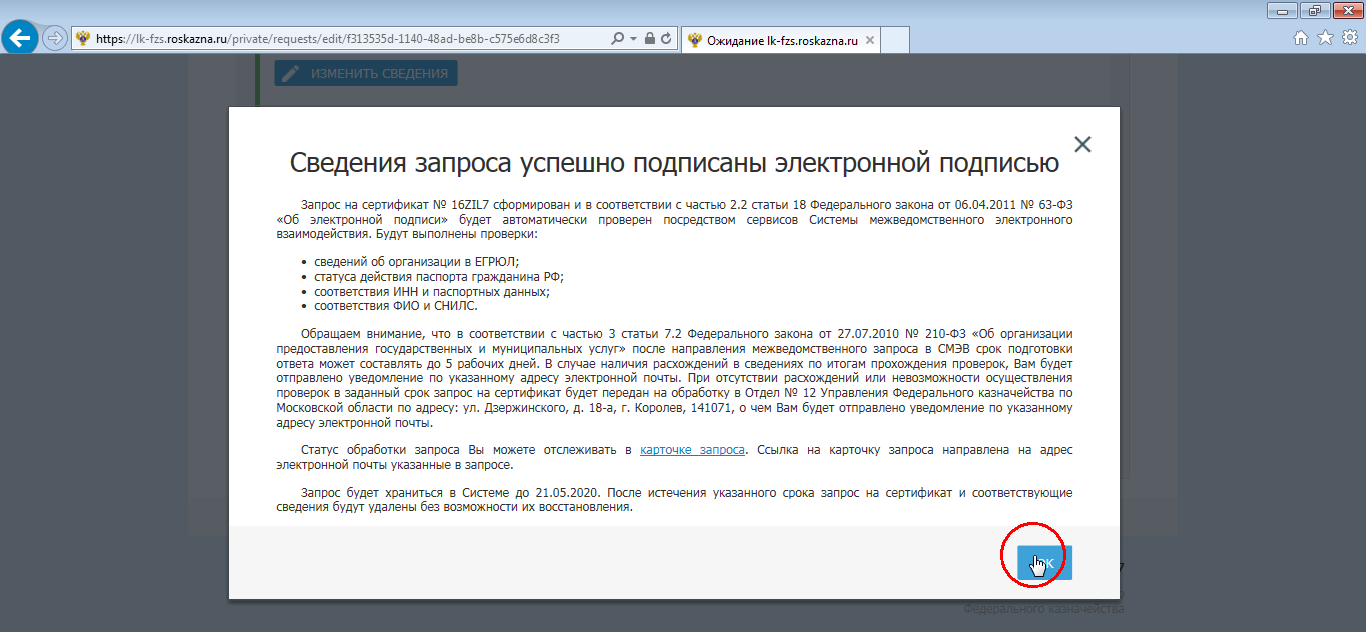 https://lk-fzs.roskazna.ru/private/requests/edit/f313535d-1140-48ad-be8b-c575e6d8c3f3
Ожидание lk-fzs.roskazna.ru
ИЗМЕНИТЬ СВЕДЕНИЯ
Сведения запроса успешно подписаны электронной подписью
Запрос на сертификат № 16ZIL7 сформирован и в соответствии с частью 2.2 статьи 18 Федерального закона от 06.04.2011 № 63-ФЗ
«Об электронной подписи» будет автоматически проверен посредством сервисов Системы межведомственного электронного
взаимодействия. Будут выполнены проверки:
• сведений об организации в ЕГРЮЛ;
• статуса действия паспорта гражданина РФ;
• соответствия ИНН и паспортных данных;
• соответствия ФИО и СНИЛС.
Обращаем внимание, что в соответствии с частью 3 статьи 7.2 Федерального закона от 27.07.2010 № 210-ФЗ «Об организации
предоставления государственных и муниципальных услуг» после направления межведомственного запроса в СМЭВ срок подготовки
ответа может составлять до 5 рабочих дней. В случае наличия расхождений в сведениях по итогам прохождения проверок, Вам будет
отправлено уведомление по указанному адресу электронной почты. При отсутствии расхождений или невозможности осуществления
проверок в заданный срок запрос на сертификат будет передан на обработку в Отдел № 12 Управления Федерального казначейства по
Московской области по адресу: ул. Дзержинского, д. 18-а, г. Королев, 141071, о чем Вам будет отправлено уведомление по указанному
адресу электронной почты.
Статус обработки запроса Вы можете отслеживать в карточке запроса. Ссылка на карточку запроса направлена на адрес
электронной почты указанные в запросе.
Запрос будет храниться в Системе до 21.05.2020. После истечения указанного срока запрос на сертификат и соответствующие
сведения будут удалены без возможности их восстановления.
7
Федерального казначейства